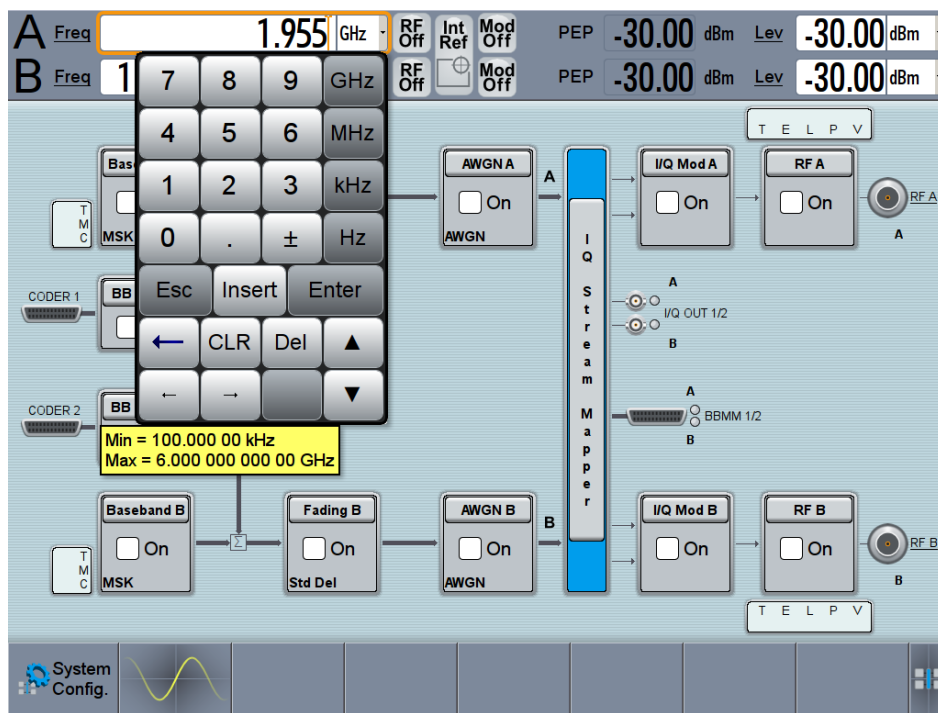 A Freq 1.955 GHz RF Off Int Ref Mod Off PEP -30.00 dBm Lev -30.00 dBm
B Freq 1 RF Off Mod Off PEP -30.00 dBm Lev -30.00 dBm
7 8 9 GHz
4 5 6 MHz
1 2 3 kHz
0 . ± Hz
Esc Insert Enter
← CLR Del ▲
← → ▼
Min = 100.000 00 kHz
Max = 6.000 000 000 00 GHz
T E L P V
Bas
MSK
T
M
C
AWGN A
On
AWGN
A
I/Q Mod A
On
RF A
On
RF A
A
CODER 1
BB
CODER 2
BB
I
Q
S
t
r
e
a
m
M
a
p
p
e
r
A
I/Q OUT 1/2
B
A
BBMM 1/2
B
T
M
C
Baseband B
On
MSK
Σ
Fading B
On
Std Del
AWGN B
On
AWGN
B
I/Q Mod B
On
RF B
On
RF B
B
T E L P V
System
Config.